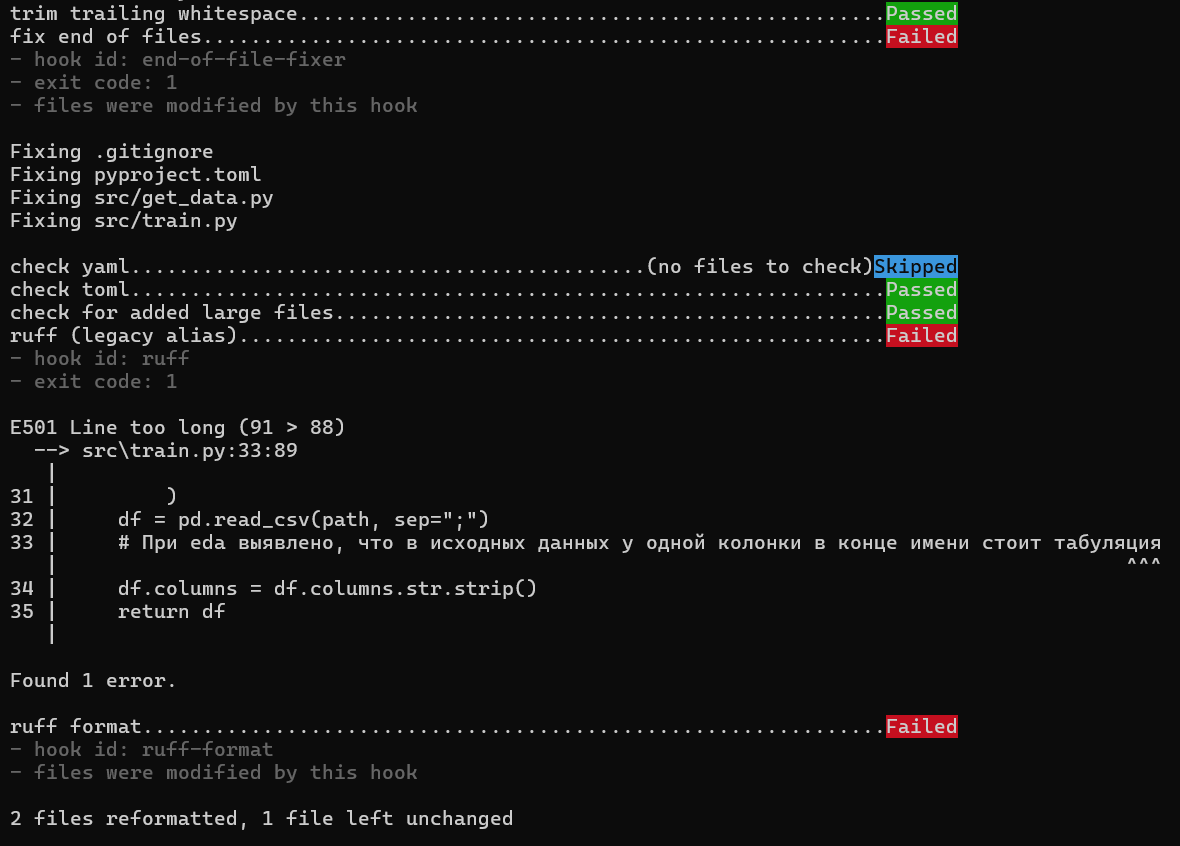 trim trailing whitespace.................................................Passed
fix end of files.........................................................Failed
- hook id: end-of-file-fixer
- exit code: 1
- files were modified by this hook
Fixing .gitignore
Fixing pyproject.toml
Fixing src/get_data.py
Fixing src/train.py
check yaml...........................................(no files to check)Skipped
check toml...............................................................Passed
check for added large files..............................................Passed
ruff (legacy alias)......................................................Failed
- hook id: ruff
- exit code: 1
E501 Line too long (91 > 88)
  --> src\train.py:33:89
   |
31 |         )
32 |     df = pd.read_csv(path, sep=";")
33 |     # При eda выявлено, что в исходных данных у одной колонки в конце имени стоит табуляция
   |                                                                                         ^^^
34 |     df.columns = df.columns.str.strip()
35 |     return df
   |
Found 1 error.
ruff format..............................................................Failed
- hook id: ruff-format
- files were modified by this hook
2 files reformatted, 1 file left unchanged